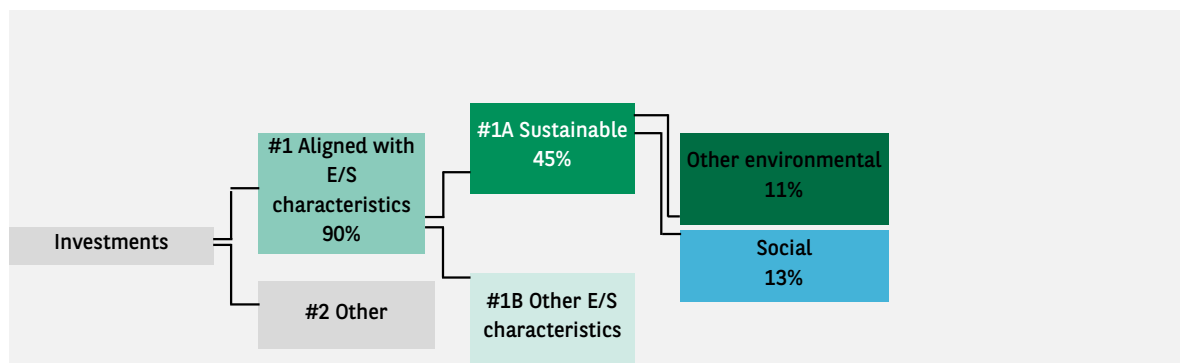 Investments
#1 Aligned with
E/S
characteristics
90%
#2 Other
#1A Sustainable
45%
#1B Other E/S
characteristics
Other environmental
11%
Social
13%